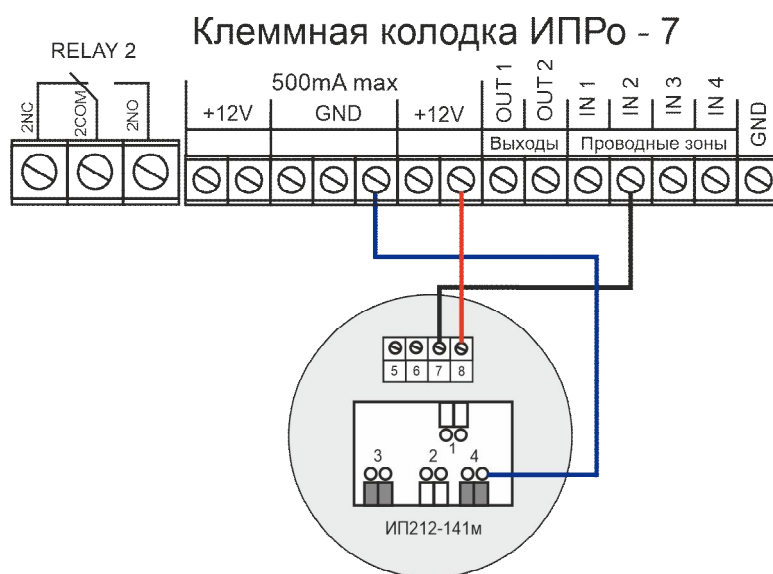 Клеммная колодка ИПРо - 7
RELAY 2
2NC
2COM
2NO
500mA max
+12V
GND
+12V
OUT 1
OUT 2
IN 1
IN 2
IN 3
IN 4
GND
Выходы
Проводные зоны
5 6 7 8
1
3 2 4
ИП212-141м